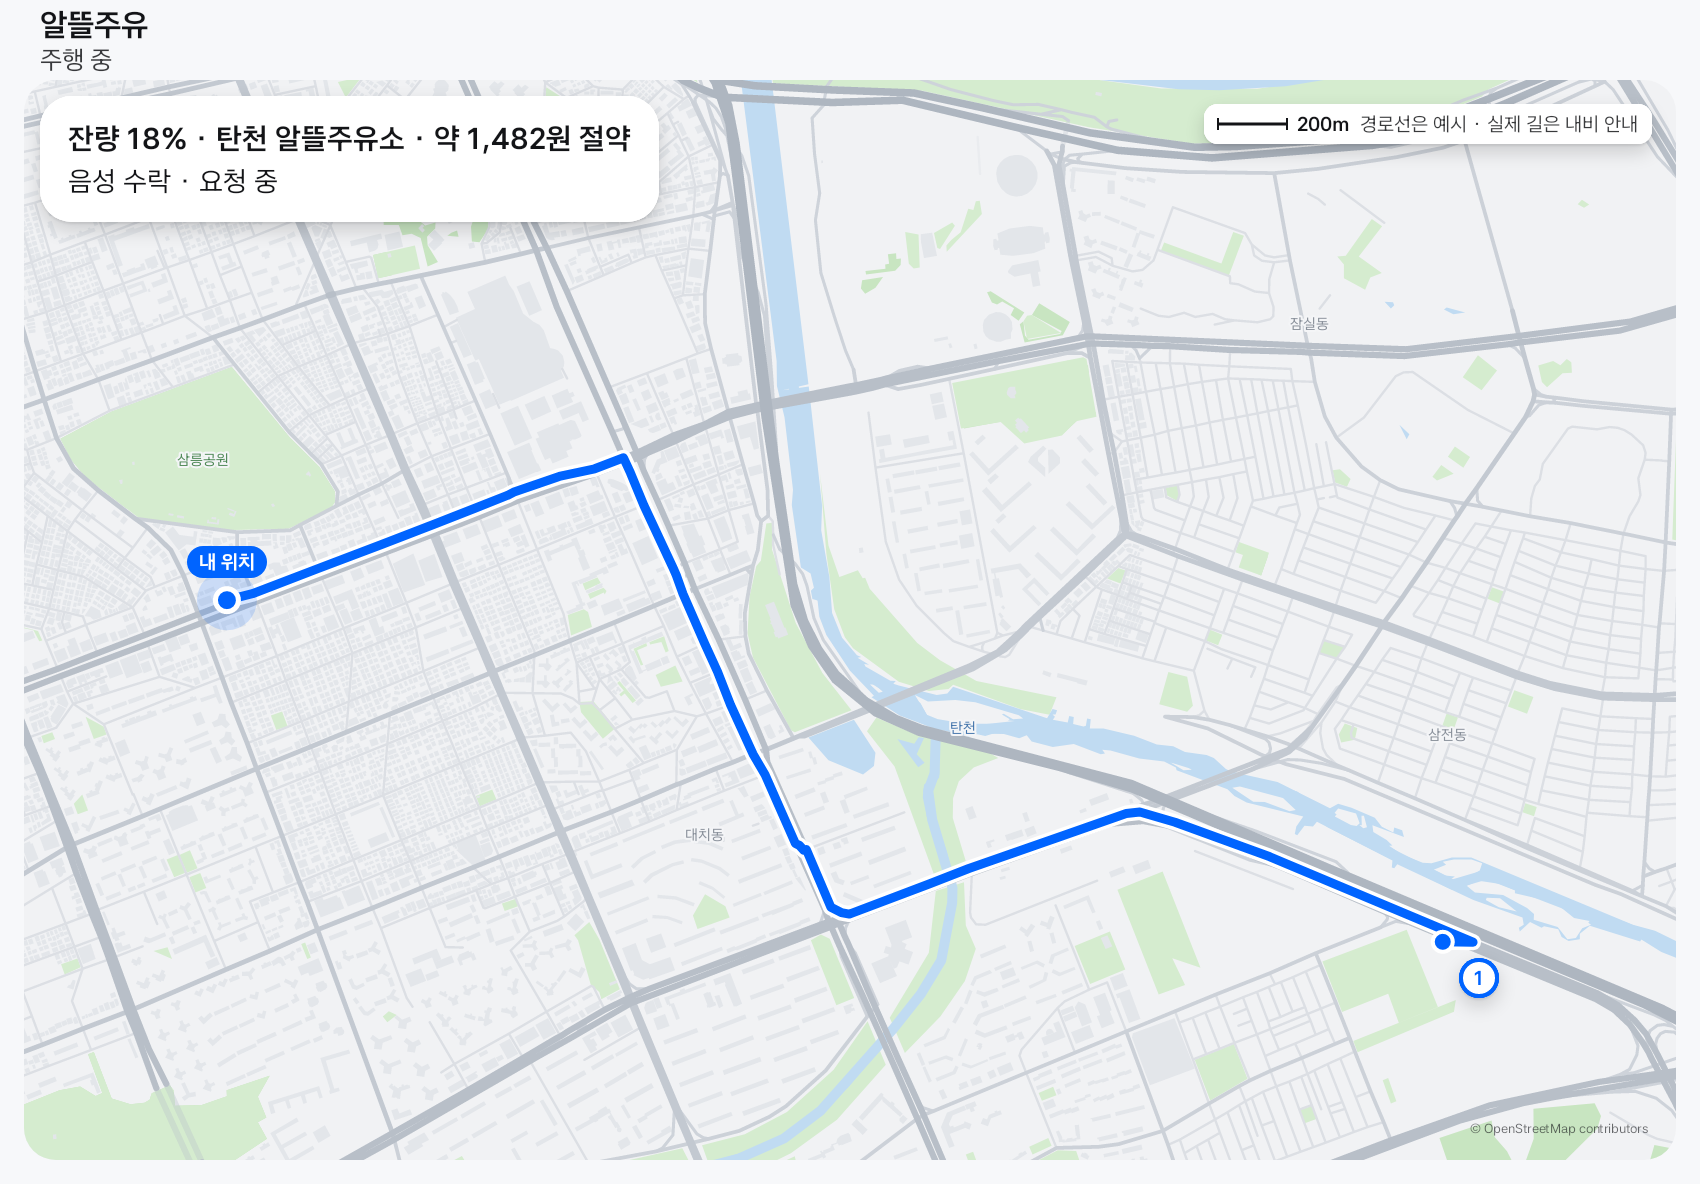 알뜰주유
주행 중
잔량 18% · 탄천 알뜰주유소 · 약 1,482원 절약
음성 수락 · 요청 중
200m 경로선은 예시 · 실제 길은 내비 안내
잠실동
삼릉공원
내 위치
탄천
삼전동
대치동
1
© OpenStreetMap contributors